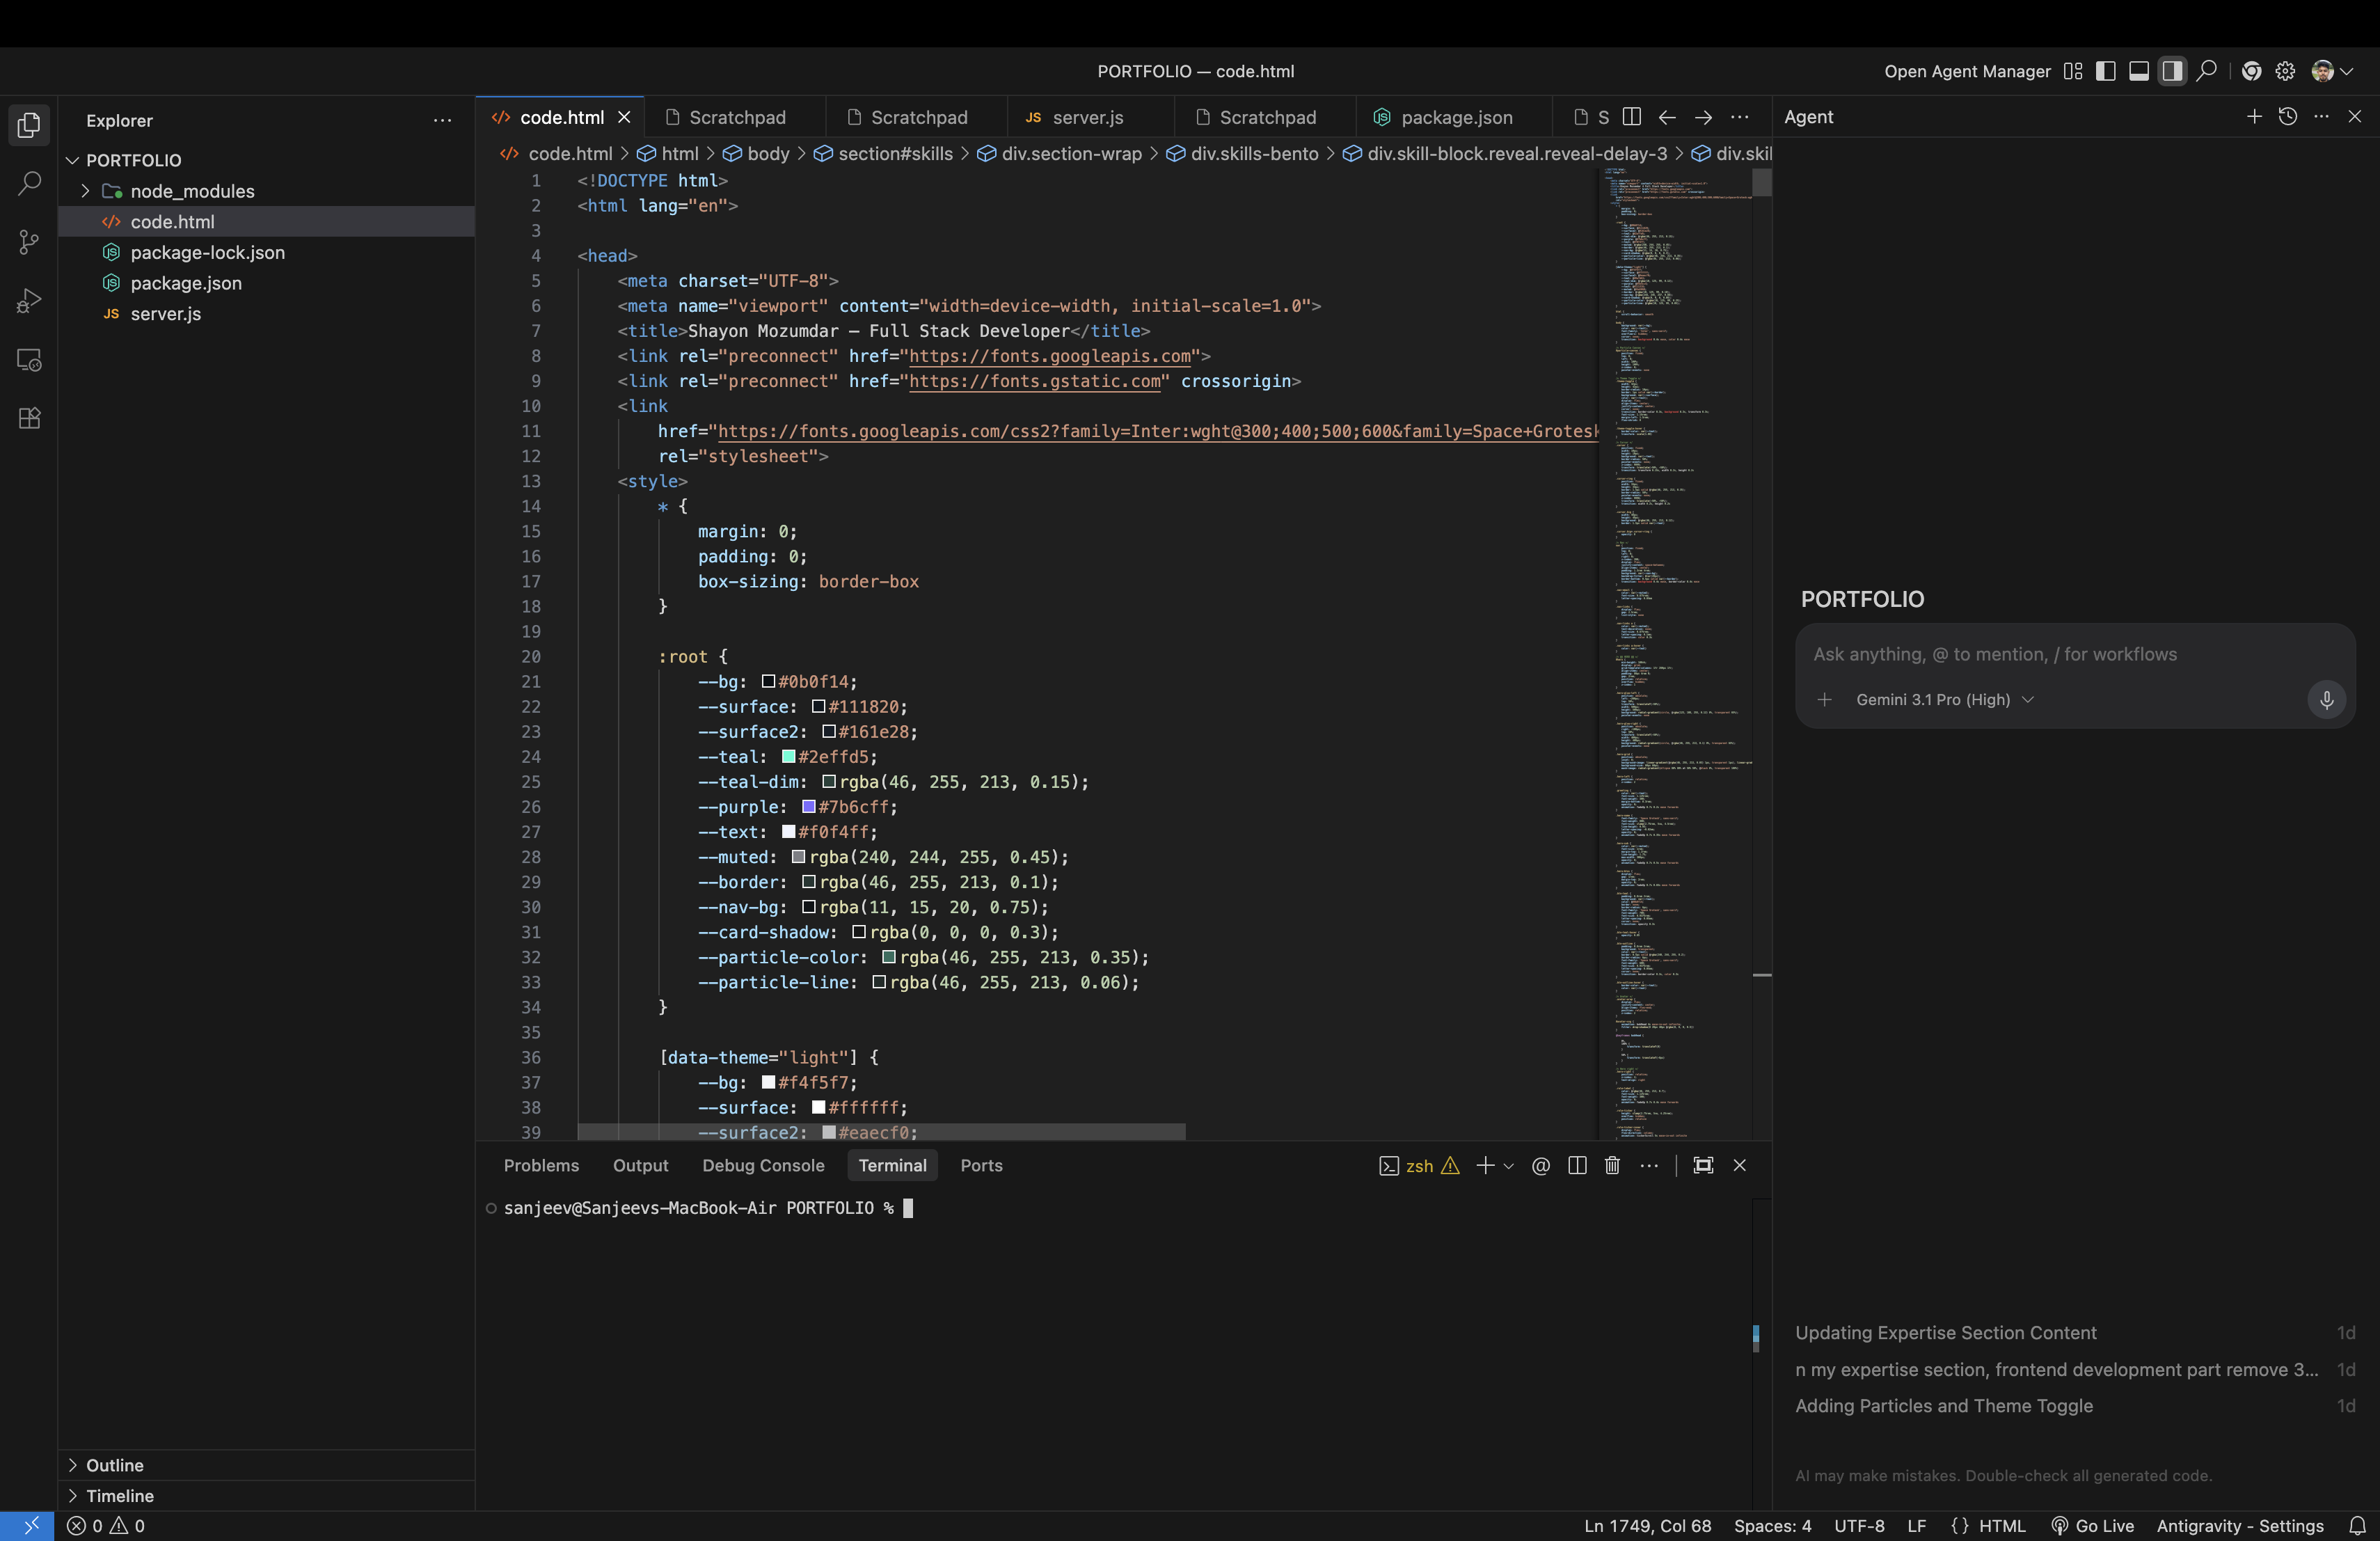 PORTFOLIO — code.html
Open Agent Manager
Explorer
PORTFOLIO
node_modules
code.html
package-lock.json
package.json
JS server.js
Outline
Timeline
code.html
Scratchpad
Scratchpad
JS server.js
Scratchpad
package.json
S
code.html > html > body > section#skills > div.section-wrap > div.skills-bento > div.skill-block.reveal.reveal-delay-3 > div.skil
1 <!DOCTYPE html>
2 <html lang="en">
3
4 <head>
5 <meta charset="UTF-8">
6 <meta name="viewport" content="width=device-width, initial-scale=1.0">
7 <title>Shayon Mozumdar — Full Stack Developer</title>
8 <link rel="preconnect" href="https://fonts.googleapis.com">
9 <link rel="preconnect" href="https://fonts.gstatic.com" crossorigin>
10 <link
11 href="https://fonts.googleapis.com/css2?family=Inter:wght@300;400;500;600&family=Space+Grotesk
12 rel="stylesheet">
13 <style>
14 * {
15 margin: 0;
16 padding: 0;
17 box-sizing: border-box
18 }
19
20 :root {
21 --bg: #0b0f14;
22 --surface: #111820;
23 --surface2: #161e28;
24 --teal: #2effd5;
25 --teal-dim: rgba(46, 255, 213, 0.15);
26 --purple: #7b6cff;
27 --text: #f0f4ff;
28 --muted: rgba(240, 244, 255, 0.45);
29 --border: rgba(46, 255, 213, 0.1);
30 --nav-bg: rgba(11, 15, 20, 0.75);
31 --card-shadow: rgba(0, 0, 0, 0.3);
32 --particle-color: rgba(46, 255, 213, 0.35);
33 --particle-line: rgba(46, 255, 213, 0.06);
34 }
35
36 [data-theme="light"] {
37 --bg: #f4f5f7;
38 --surface: #ffffff;
39 --surface2: #eaecf0;
Problems Output Debug Console Terminal Ports
zsh
sanjeev@Sanjeevs-MacBook-Air PORTFOLIO %
Agent
PORTFOLIO
Ask anything, @ to mention, / for workflows
Gemini 3.1 Pro (High)
Updating Expertise Section Content 1d
n my expertise section, frontend development part remove 3... 1d
Adding Particles and Theme Toggle 1d
AI may make mistakes. Double-check all generated code.
0 0
Ln 1749, Col 68 Spaces: 4 UTF-8 LF {} HTML Go Live Antigravity - Settings